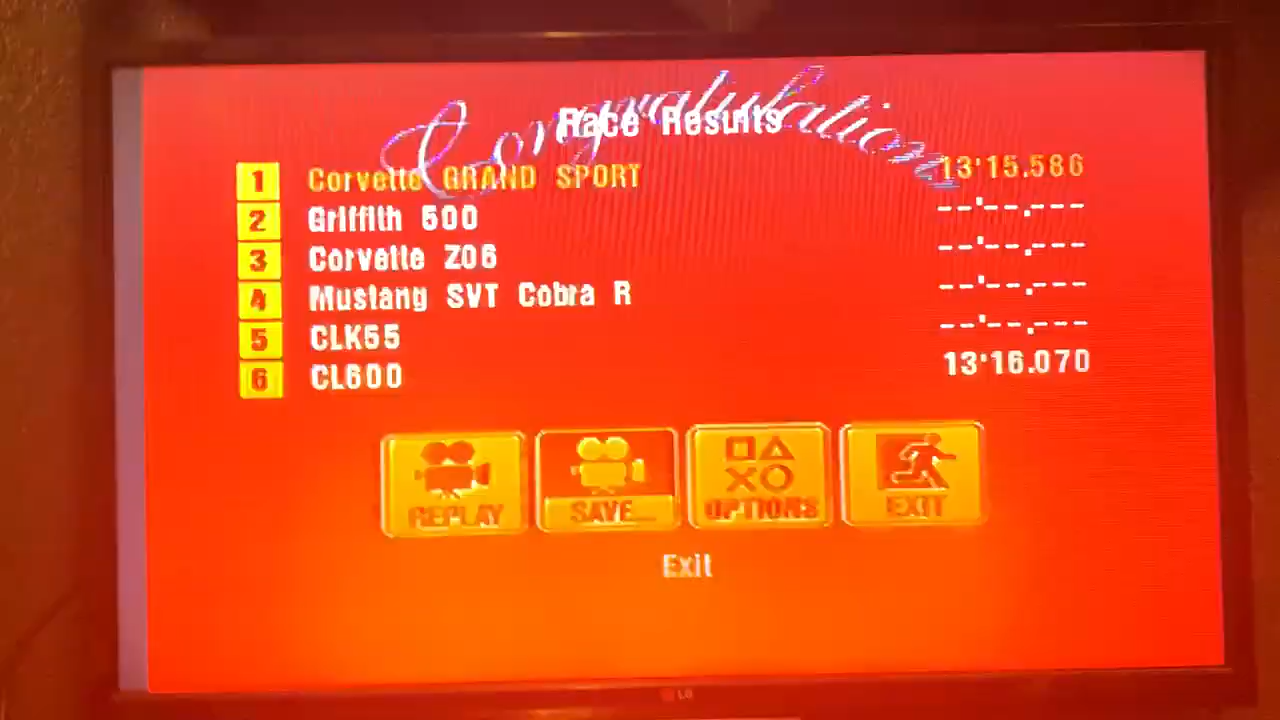 Congratulations
Race Results
1 Corvette GRAND SPORT 13'15.586
2 Griffith 500 --'--.---
3 Corvette Z06 --'--.---
4 Mustang SVT Cobra R --'--.---
5 CLK55 --'--.---
6 CL600 13'16.070
REPLAY SAVE... OPTIONS EXIT
Exit
LG